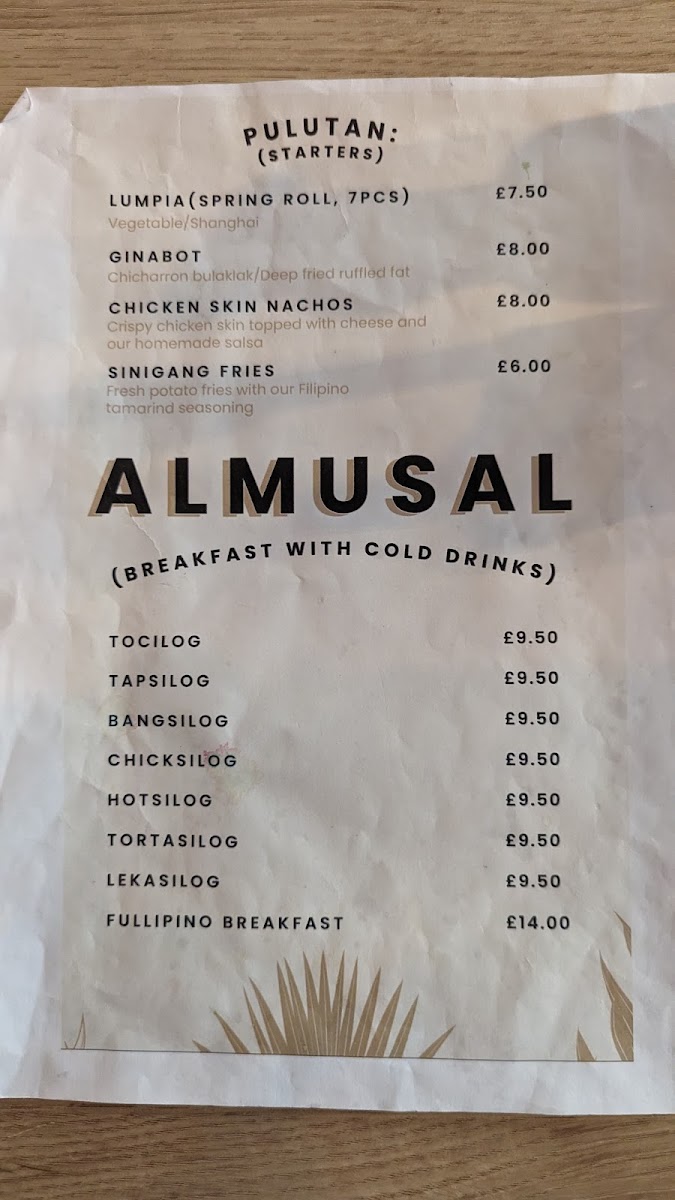 PULUTAN:
(STARTERS)
LUMPIA(SPRING ROLL, 7PCS) £7.50
Vegetable/Shanghai
GINABOT £8.00
Chicharron bulaklak/Deep fried ruffled fat
CHICKEN SKIN NACHOS £8.00
Crispy chicken skin topped with cheese and
our homemade salsa
SINIGANG FRIES £6.00
Fresh potato fries with our Filipino
tamarind seasoning
ALMUSAL
(BREAKFAST WITH COLD DRINKS)
TOCILOG £9.50
TAPSILOG £9.50
BANGSILOG £9.50
CHICKSILOG £9.50
HOTSILOG £9.50
TORTASILOG £9.50
LEKASILOG £9.50
FULLIPINO BREAKFAST £14.00